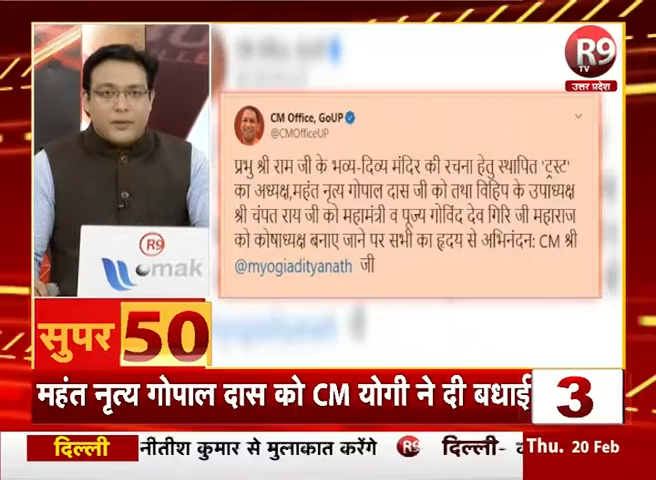 R9
TV
उत्तर प्रदेश
CM Office, GoUP
@CMOfficeUP
प्रभु श्री राम जी के भव्य-दिव्य मंदिर की रचना हेतु स्थापित 'ट्रस्ट'
का अध्यक्ष,महंत नृत्य गोपाल दास जी को तथा विहिप के उपाध्यक्ष
श्री चंपत राय जी को महामंत्री व पूज्य गोविंद देव गिरि जी महाराज
को कोषाध्यक्ष बनाए जाने पर सभी का हृदय से अभिनंदन: CM श्री
@myogiadityanath जी
R9
omak
सुपर 50
महंत नृत्य गोपाल दास को CM योगी ने दी बधाई 3
दिल्ली नीतीश कुमार से मुलाकात करेंगे R9 दिल्ली- Thu. 20 Feb